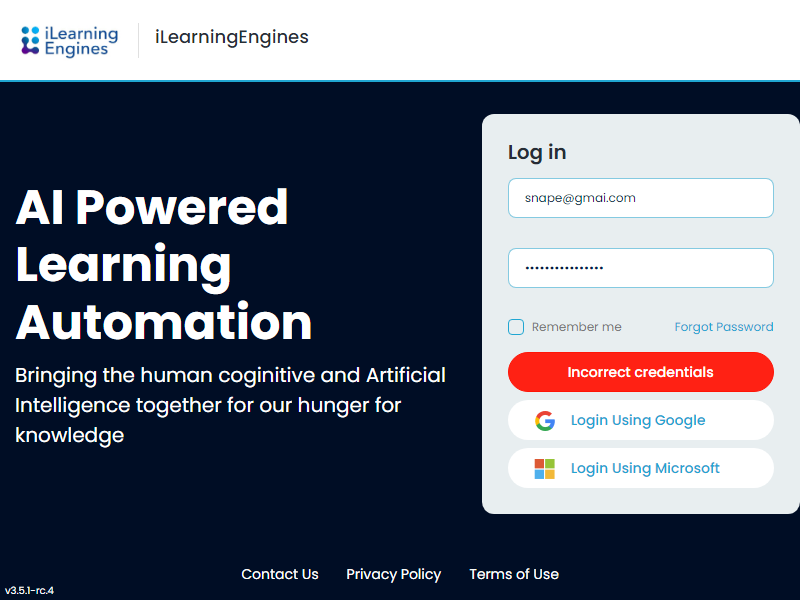 iLearning
Engines
iLearningEngines
AI Powered
Learning
Automation
Bringing the human coginitive and Artificial
Intelligence together for our hunger for
knowledge
Log in
snape@gmai.com
••••••••••••••••
Remember me
Forgot Password
Incorrect credentials
Login Using Google
Login Using Microsoft
Contact Us
Privacy Policy
Terms of Use
v3.5.1-rc.4